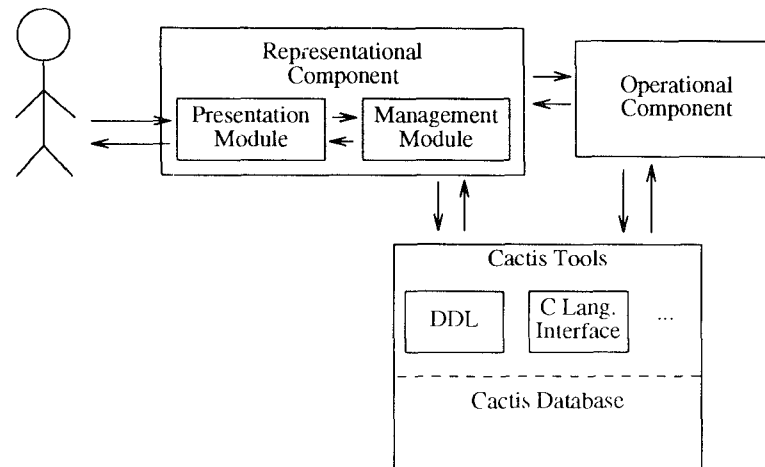 Representational
Component
Presentation
Module
Management
Module
Operational
Component
Cactis Tools
DDL
C Lang.
Interface
...
Cactis Database